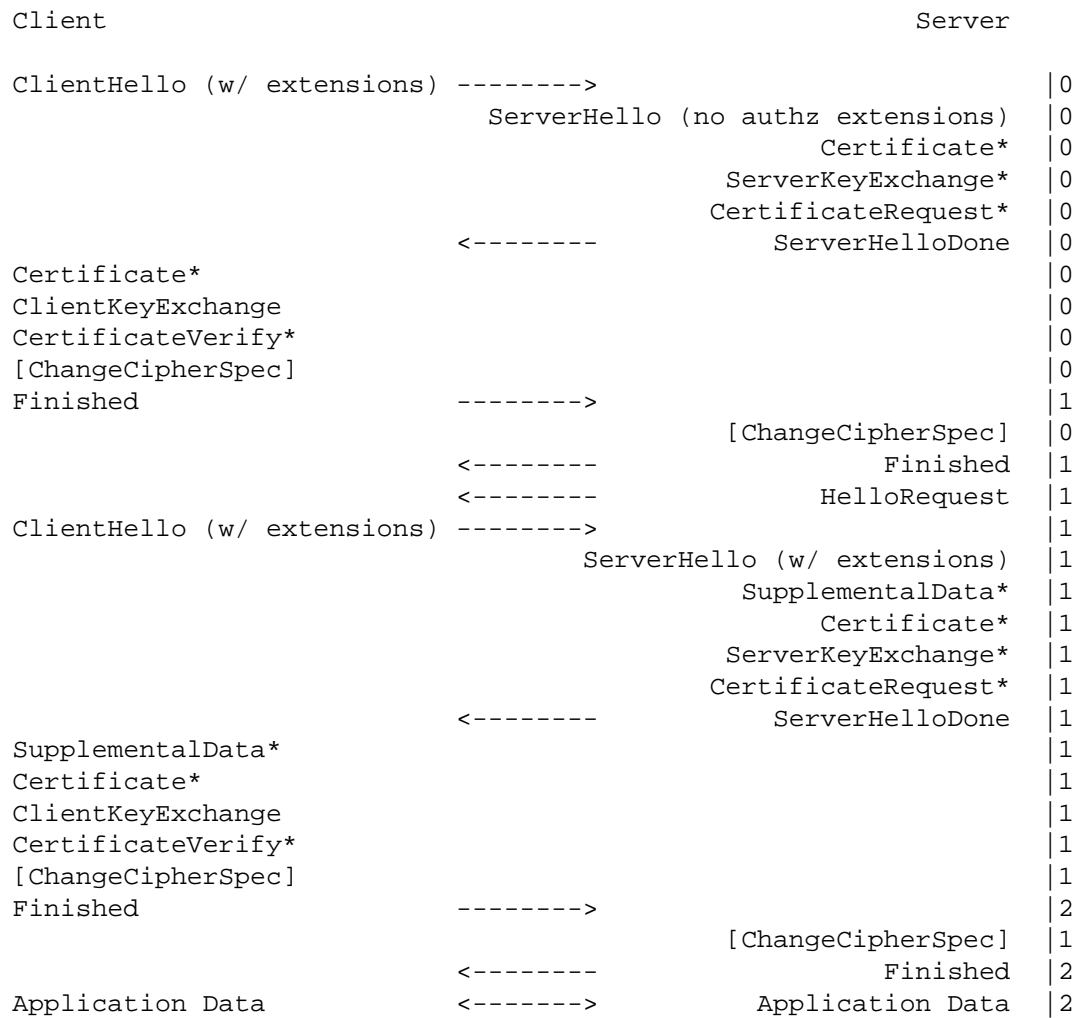 Client                                                   Server

ClientHello (w/ extensions) -------->                            |0
                              ServerHello (no authz extensions)  |0
                                                   Certificate*  |0
                                             ServerKeyExchange*  |0
                                            CertificateRequest*  |0
                            <--------           ServerHelloDone  |0
Certificate*                                                     |0
ClientKeyExchange                                                |0
CertificateVerify*                                               |0
[ChangeCipherSpec]                                               |0
Finished                    -------->                            |1
                                             [ChangeCipherSpec]  |0
                            <--------                  Finished  |1
                            <--------              HelloRequest  |1
ClientHello (w/ extensions) -------->                            |1
                                    ServerHello (w/ extensions)  |1
                                              SupplementalData*  |1
                                                   Certificate*  |1
                                             ServerKeyExchange*  |1
                                            CertificateRequest*  |1
                            <--------           ServerHelloDone  |1
SupplementalData*                                                |1
Certificate*                                                     |1
ClientKeyExchange                                                |1
CertificateVerify*                                               |1
[ChangeCipherSpec]                                               |1
Finished                    -------->                            |2
                                             [ChangeCipherSpec]  |1
                            <--------                  Finished  |2
Application Data            <------->          Application Data  |2